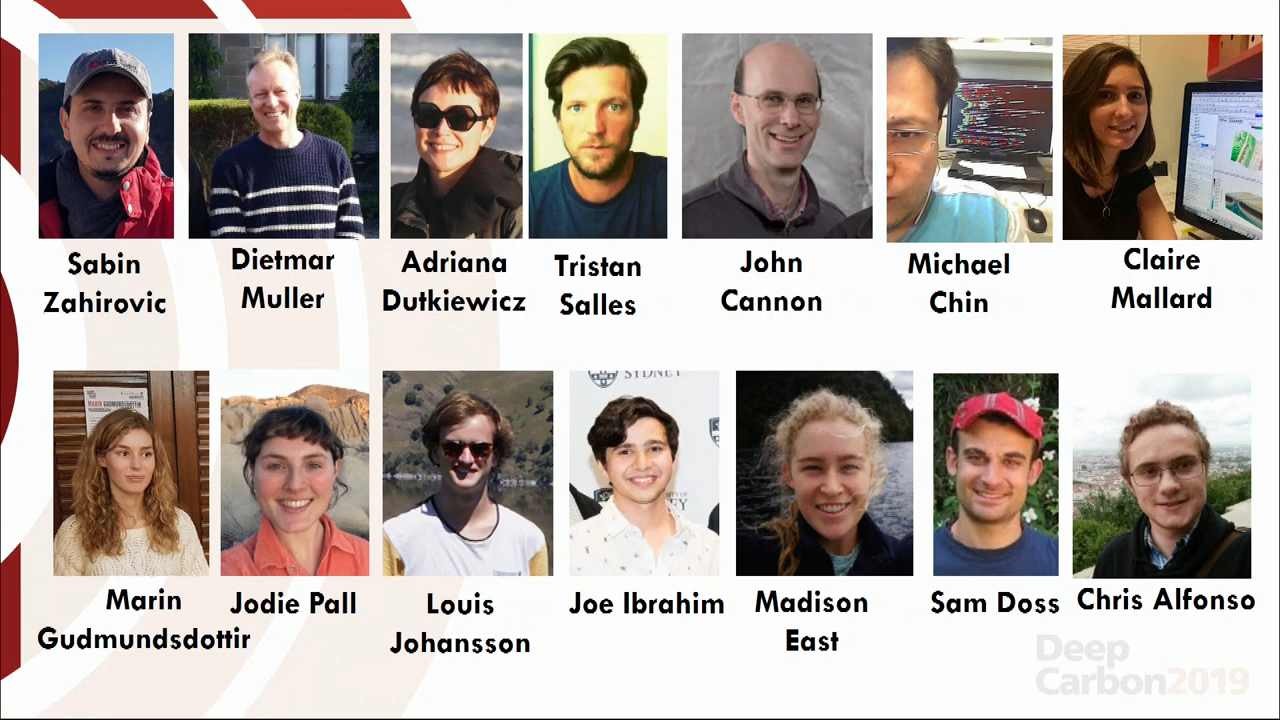 Sabin
Zahirovic
Dietmar
Muller
Adriana
Dutkiewicz
Tristan
Salles
John
Cannon
Michael
Chin
Claire
Mallard
SYDNEY
Marin
Gudmundsdottir
Jodie Pall
Louis
Johansson
Joe Ibrahim
Madison
East
Sam Doss
Chris Alfonso
Deep
Carbon2019